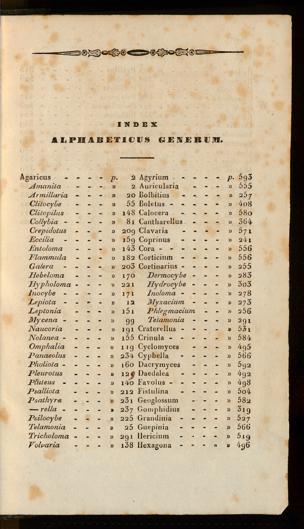 INDEX
ALPHABETICUS GENERUM.
Agaricus - - - p. 2
Amanita - - - » 2
Armillaria - - - » 20
Clitocybe - - - » 55
Clitopilus - - - » 148
Collybia - - - » 81
Crepidotus - - - » 209
Eccilia - - - » 159
Entoloma - - - » 143
Flammula - - - » 182
Galera - - - » 203
Hebeloma - - - » 170
Hypholoma - - - » 221
Inocybe - - - » 171
Lepiota - - - » 12
Leptonia - - - » 151
Mycena - - - » 99
Naucoria - - - » 191
Nolanea - - - » 155
Omphalia - - - » 119
Panaeolus - - - » 234
Pholiota - - - » 160
Pleurotus - - - »
Pluteus - - - » 140
Psalliota - - - » 212
Psathyra - - - » 231
— rella - - - » 237
Psilocybe - - - » 225
Telamonia - - - » 25
Tricholoma - - - » 291
Volvaria - - - » 138
Agyrium - - - p. 593
Auricularia - - - » 555
Bolbitius - - - » 257
Boletus - - - » 408
Calocera - - - » 580
Cantharellus - - - » 364
Clavaria - - - » 571
Coprinus - - - » 241
Cora - - - » 556
Corticium - - - » 556
Cortinarius - - - » 255
Dermocybe - - - » 283
Hydrocybe - - - » 303
Inoloma - - - » 278
Myxacium - - - » 273
Phlegmacium - - - » 256
Telamonia - - - » 291
Craterellus - - - » 531
Crinula - - - » 584
Cyclomyces - - - » 495
Cyphella - - - » 566
Dacrymyces - - - » 592
Daedalea - - - » 492
Favolus - - - » 498
Fistulina - - - » 504
Geoglossum - - - » 582
Gomphidius - - - » 319
Grandinia - - - » 527
Guepinia - - - » 566
Hericium - - - » 519
Hexagona - - - » 496